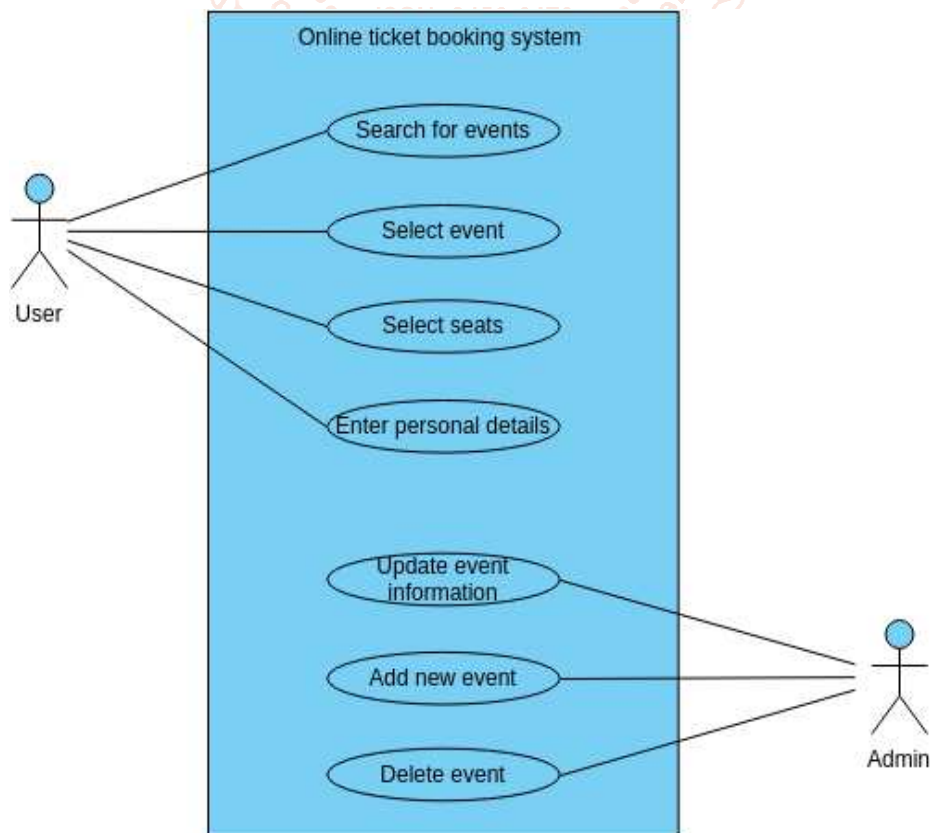 Online ticket booking system
Search for events
Select event
Select seats
User
Enter personal details
Update event
information
Add new event
Admin
Delete event